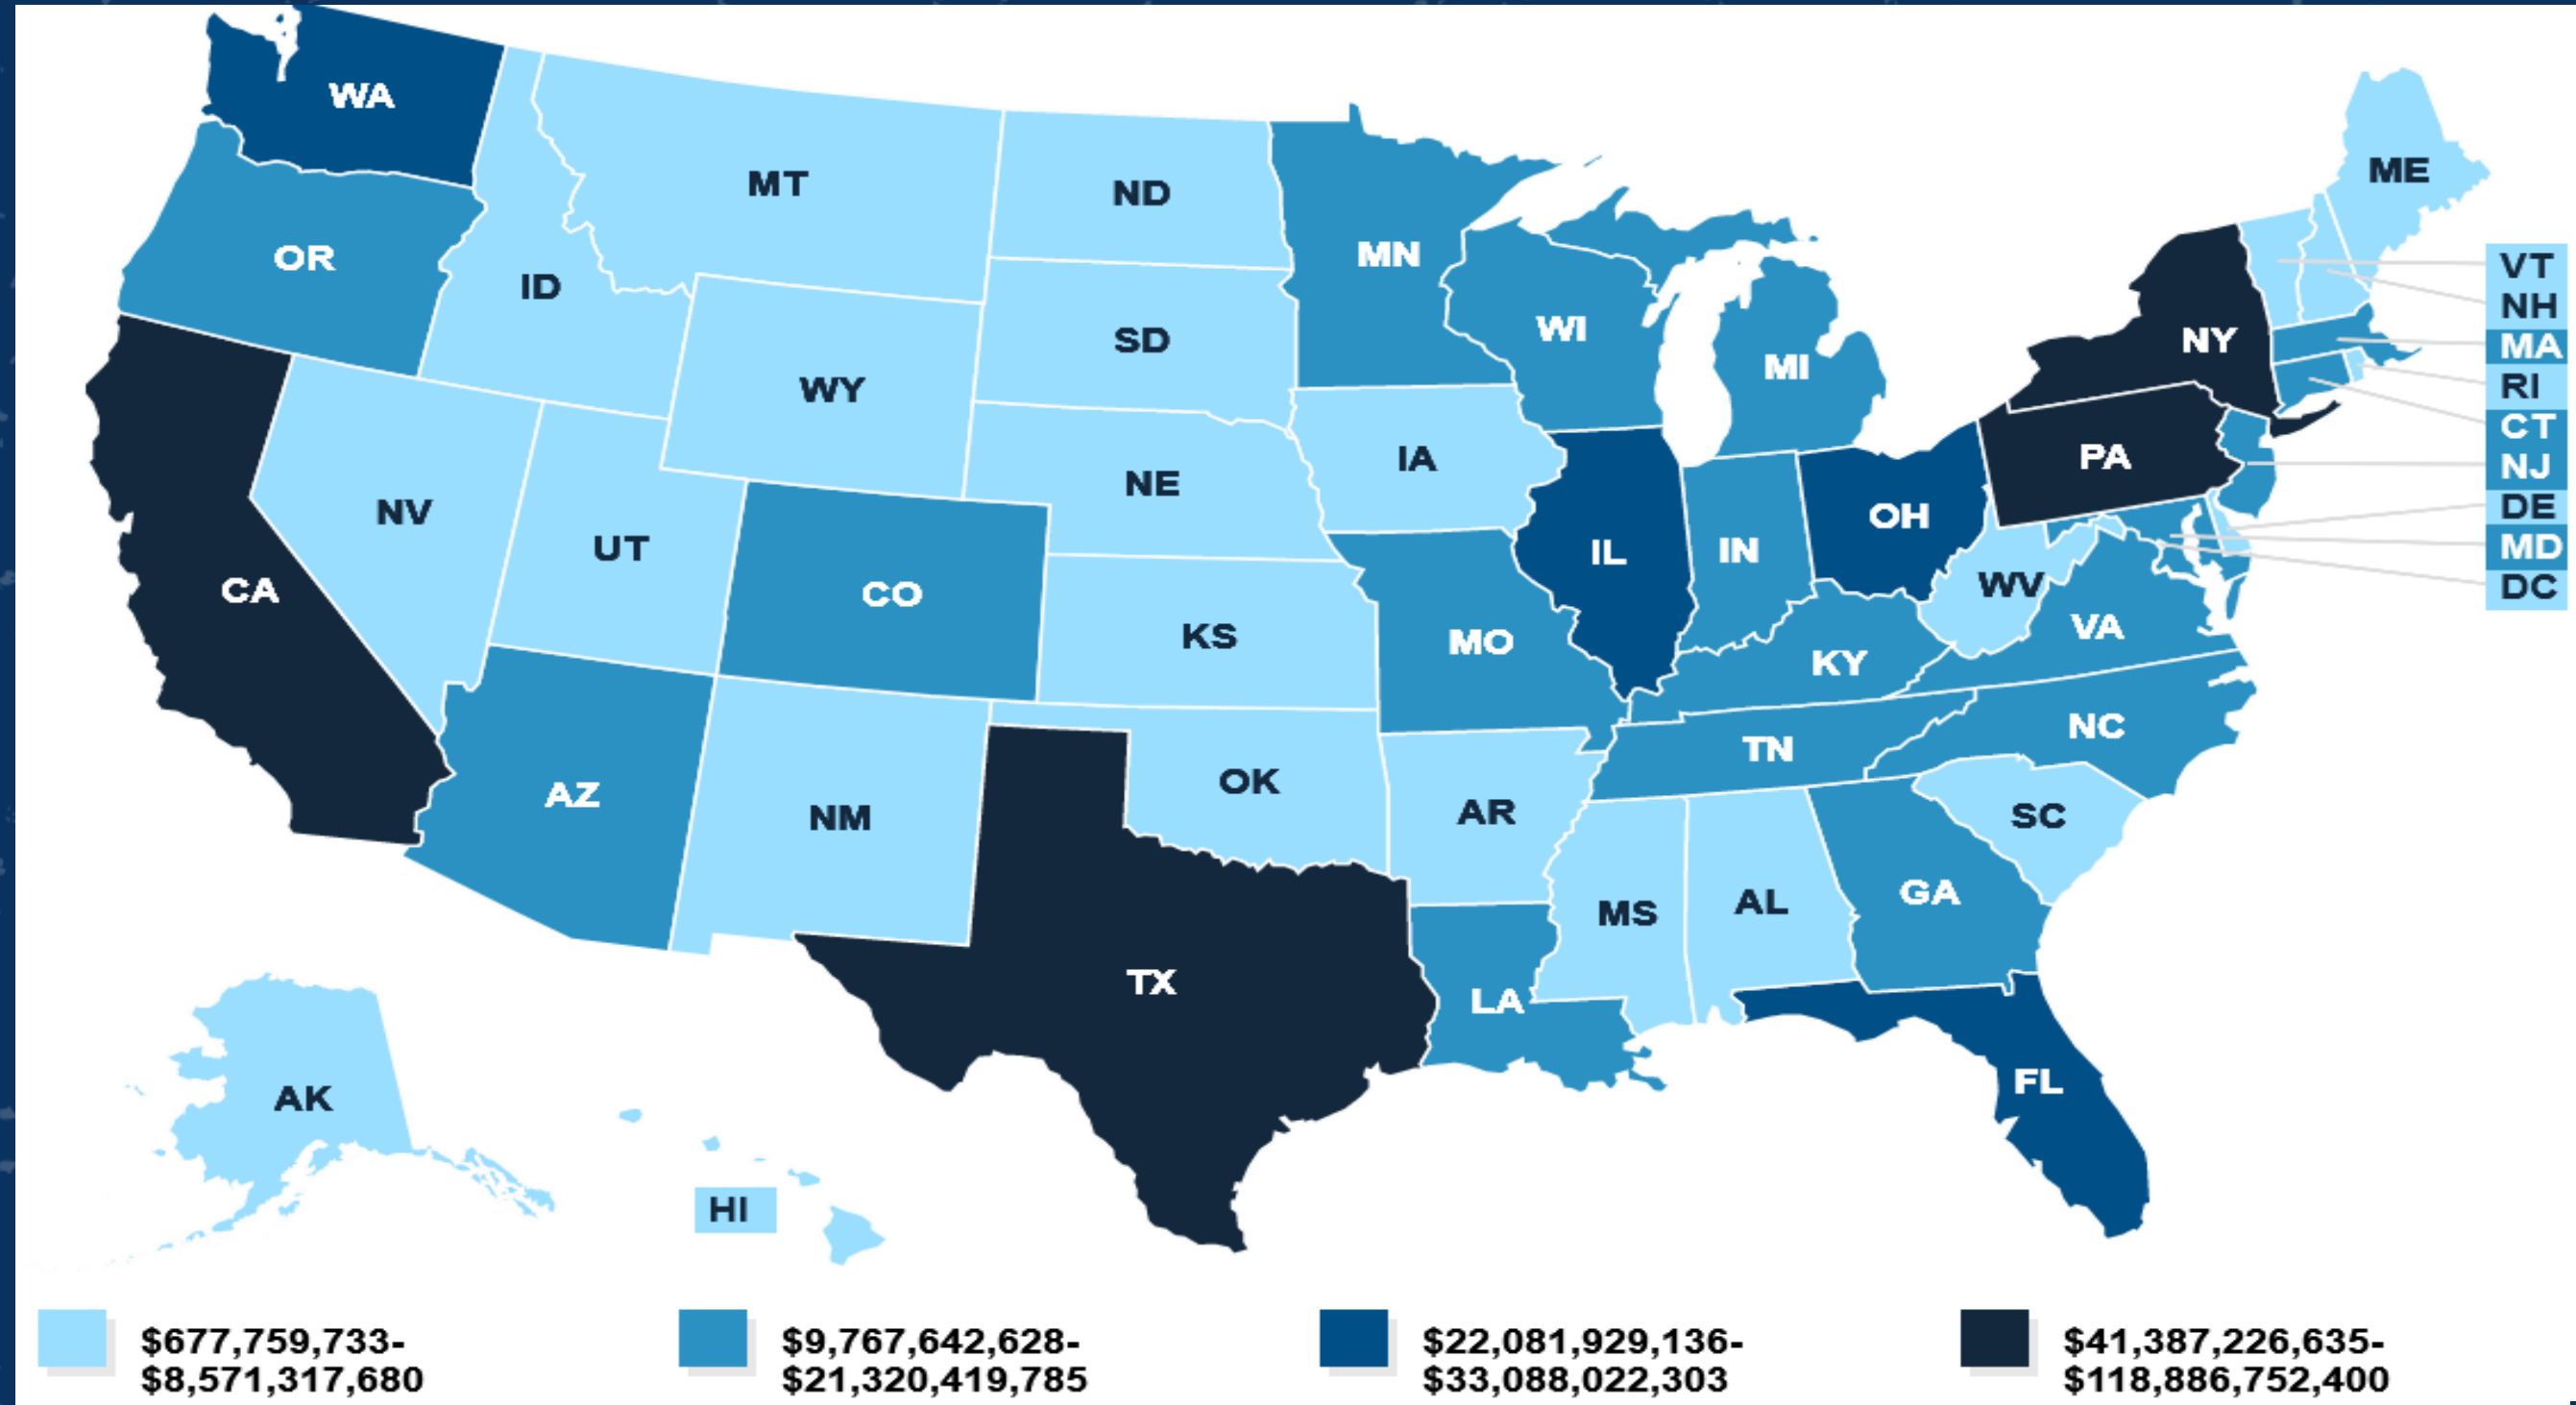 WA
MT
ND
ME
OR
ID
MN
VT
NH
SD
WI
MI
NY
MA
RI
WY
CT
NE
IA
PA
NJ
NV
OH
DE
UT
IL
IN
MD
CA
CO
WV
DC
KS
MO
KY
VA
AZ
NM
OK
TN
NC
AR
SC
MS
AL
GA
TX
LA
AK
FL
HI
$677,759,733-
$8,571,317,680
$9,767,642,628-
$21,320,419,785
$22,081,929,136-
$33,088,022,303
$41,387,226,635-
$118,886,752,400